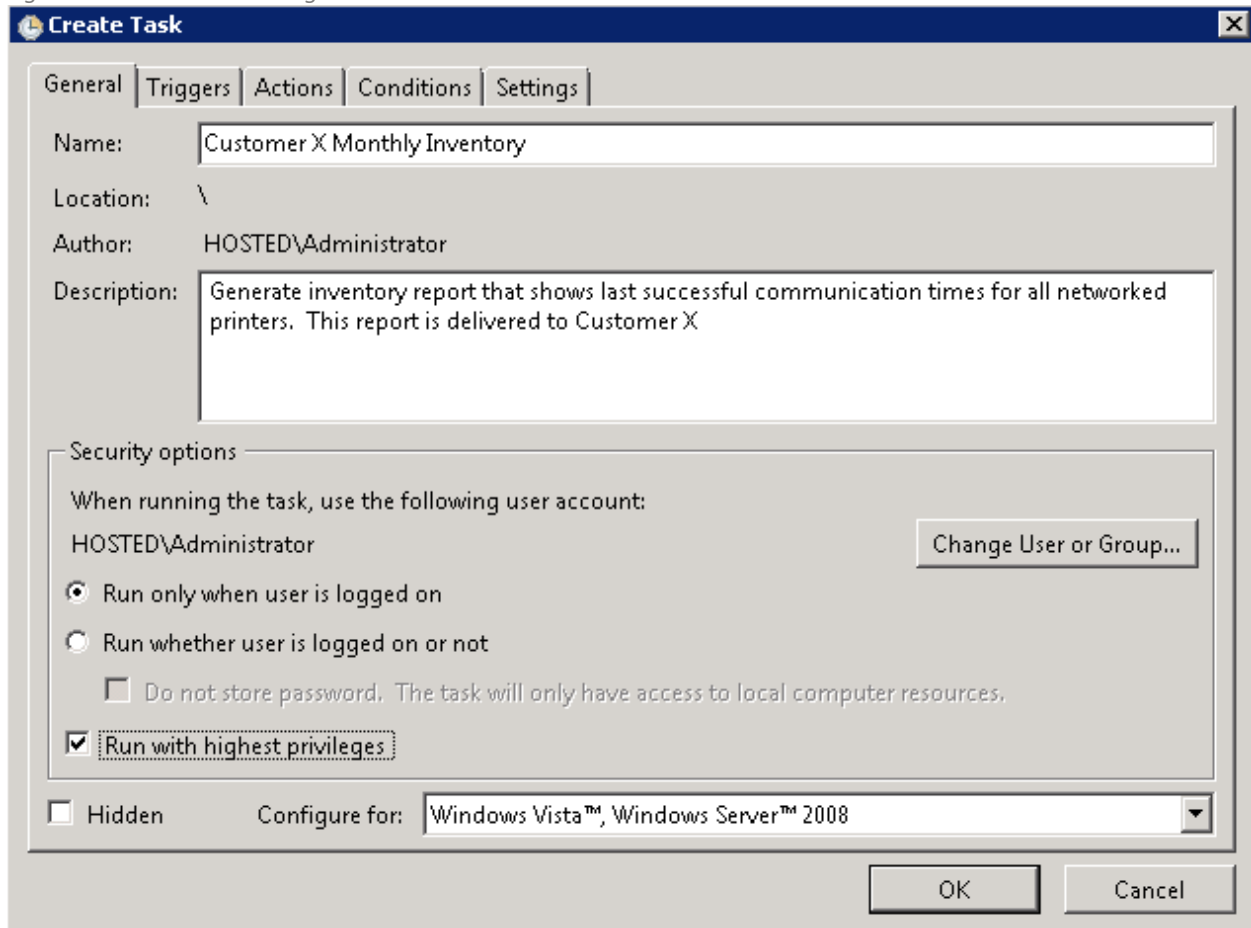 Create Task
General Triggers Actions Conditions Settings
Name: Customer X Monthly Inventory
Location: \
Author: HOSTED\Administrator
Description: Generate inventory report that shows last successful communication times for all networked
printers. This report is delivered to Customer X
Security options
When running the task, use the following user account:
HOSTED\Administrator Change User or Group...
Run only when user is logged on
Run whether user is logged on or not
Do not store password. The task will only have access to local computer resources.
Run with highest privileges
Hidden Configure for: Windows Vista™, Windows Server™ 2008
OK Cancel